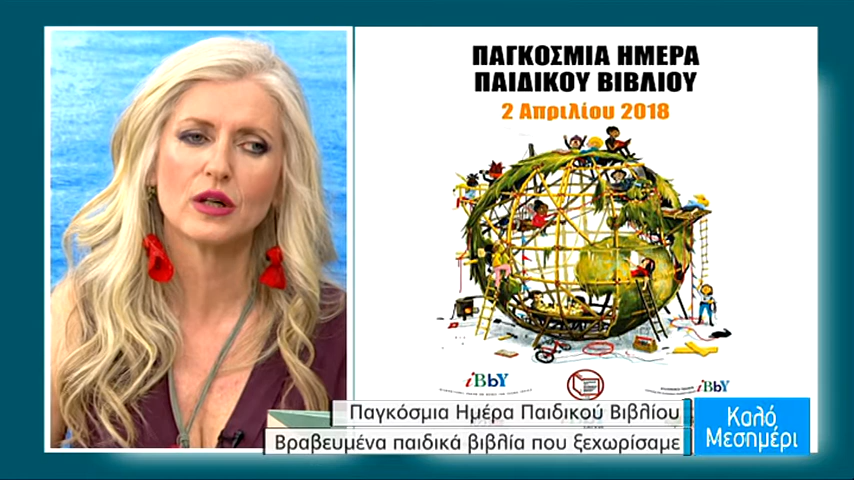 ΠΑΓΚΟΣΜΙΑ ΗΜΕΡΑ
ΠΑΙΔΙΚΟΥ ΒΙΒΛΙΟΥ
2 Απριλίου 2018
iBbY
iBbY
Παγκόσμια Ημέρα Παιδικού Βιβλίου
Βραβευμένα παιδικά βιβλία που ξεχωρίσαμε
Καλό
Μεσημέρι